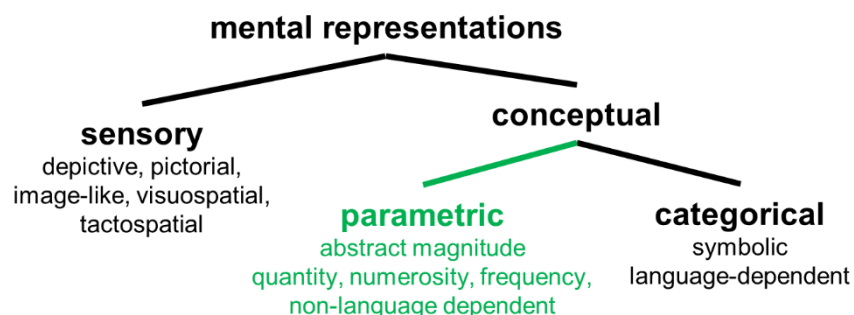 mental representations
sensory
depictive, pictorial,
image-like, visuospatial,
tactospatial
conceptual
parametric
abstract magnitude
quantity, numerosity, frequency,
non-language dependent
categorical
symbolic
language-dependent